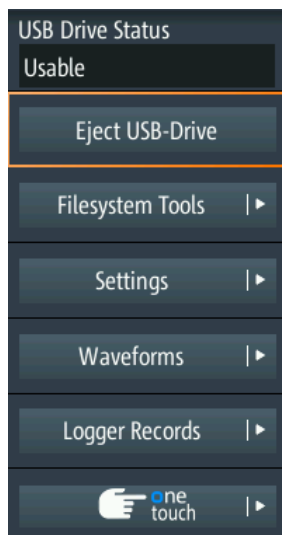 USB Drive Status
Usable
Eject USB-Drive
Filesystem Tools
Settings
Waveforms
Logger Records
one
touch